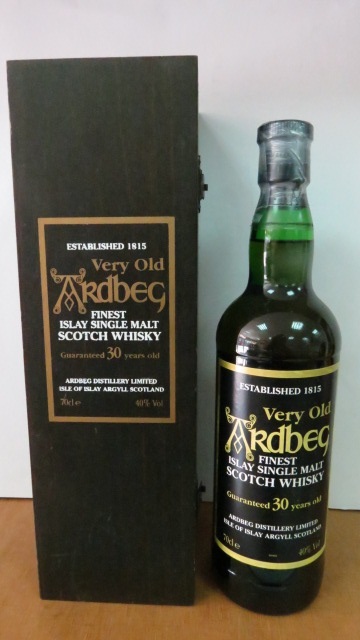 ESTABLISHED 1815
Very Old
Ardbeg
FINEST
ISLAY SINGLE MALT
SCOTCH WHISKY
Guaranteed 30 years old
ARDBEG DISTILLERY LIMITED
ISLE OF ISLAY ARGYLL SCOTLAND
70cl e 40% Vol
ESTABLISHED 1815
Very Old
Ardbeg
FINEST
ISLAY SINGLE MALT
SCOTCH WHISKY
Guaranteed 30 years old
ARDBEG DISTILLERY LIMITED
ISLE OF ISLAY ARGYLL SCOTLAND
70cl e 40% Vol